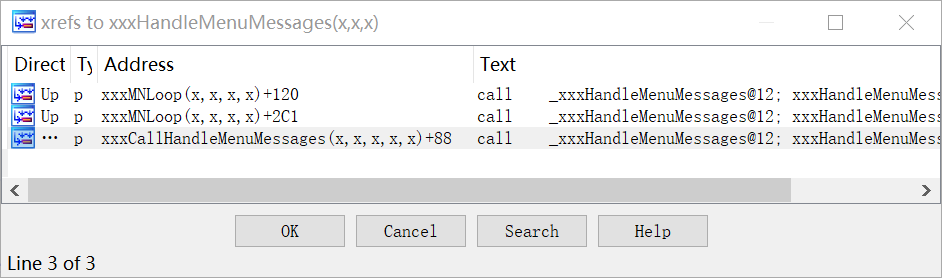 xrefs to xxxHandleMenuMessages(x,x,x)
Direct Ty Address Text
Up p xxxMNLoop(x,x,x,x)+120 call _xxxHandleMenuMessages@12; xxxHandleMenuMess
Up p xxxMNLoop(x,x,x,x)+2C1 call _xxxHandleMenuMessages@12; xxxHandleMenuMess
... p xxxCallHandleMenuMessages(x,x,x,x,x)+88 call _xxxHandleMenuMessages@12; xxxHandleMenuMess
OK Cancel Search Help
Line 3 of 3